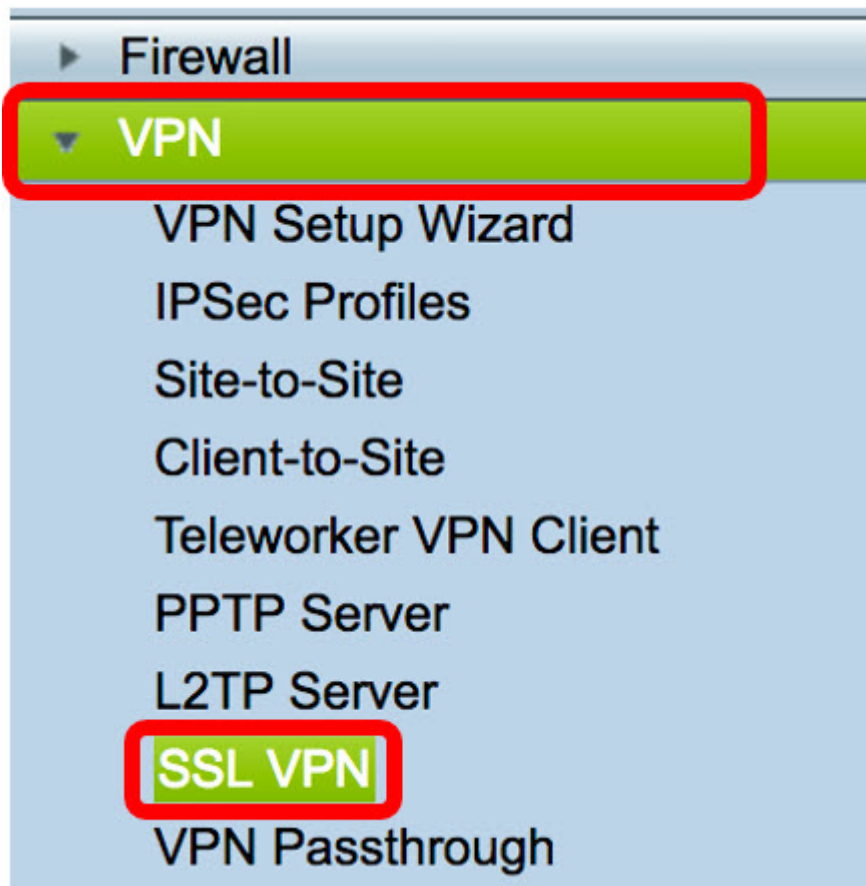 Firewall
VPN
VPN Setup Wizard
IPSec Profiles
Site-to-Site
Client-to-Site
Teleworker VPN Client
PPTP Server
L2TP Server
SSL VPN
VPN Passthrough